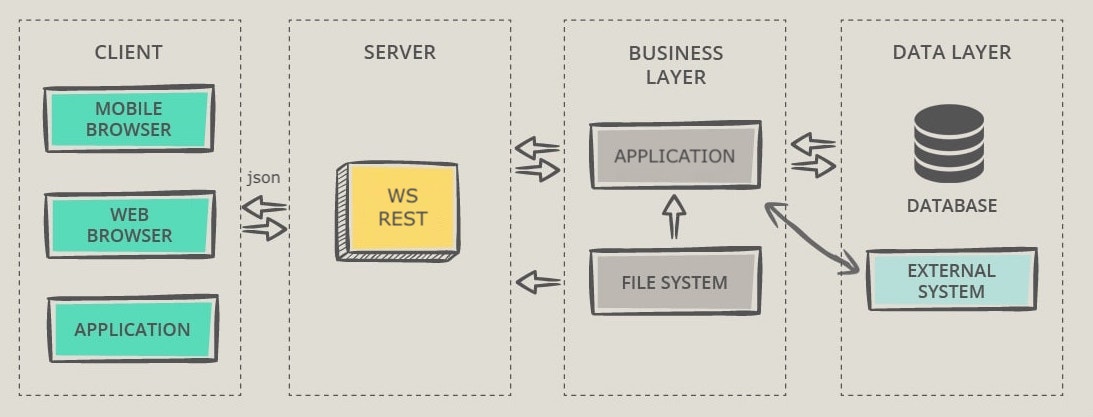 CLIENT
MOBILE
BROWSER
WEB
BROWSER
APPLICATION
json
SERVER
WS
REST
BUSINESS
LAYER
APPLICATION
FILE SYSTEM
DATA LAYER
DATABASE
EXTERNAL
SYSTEM